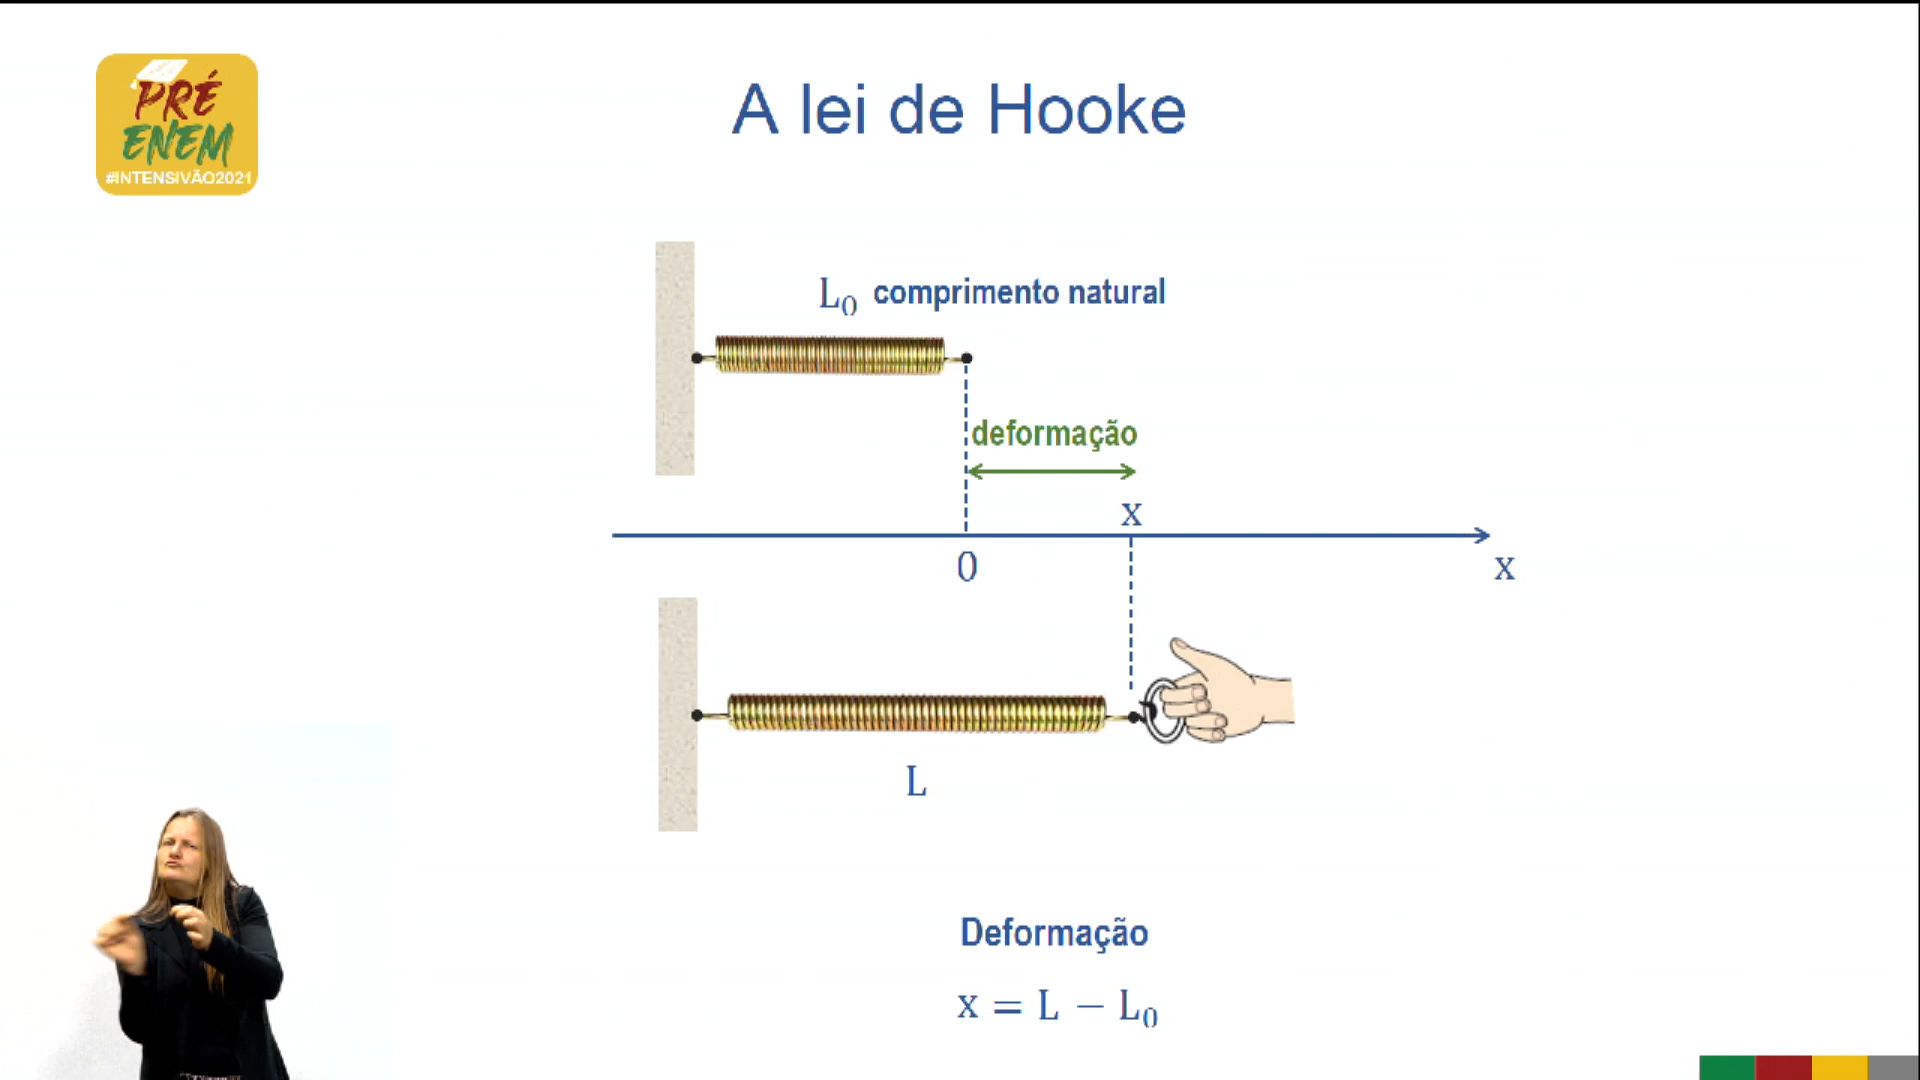 PRÉ
ENEM
#INTENSIVÃO2021
A lei de Hooke
L₀ comprimento natural
deformação
x
0
x
L
Deformação
x = L − L₀